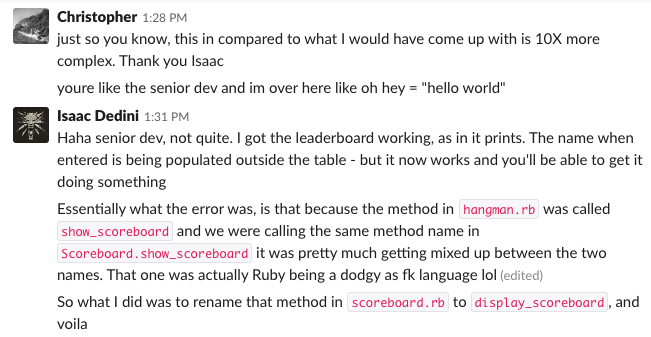 Christopher 1:28 PM
just so you know, this in compared to what I would have come up with is 10X more
complex. Thank you Isaac
youre like the senior dev and im over here like oh hey = "hello world"
Isaac Dedini 1:31 PM
Haha senior dev, not quite. I got the leaderboard working, as in it prints. The name when
entered is being populated outside the table - but it now works and you'll be able to get it
doing something
Essentially what the error was, is that because the method in hangman.rb was called
show_scoreboard and we were calling the same method name in
Scoreboard.show_scoreboard it was pretty much getting mixed up between the two
names. That one was actually Ruby being a dodgy as fk language lol (edited)
So what I did was to rename that method in scoreboard.rb to display_scoreboard, and
voila